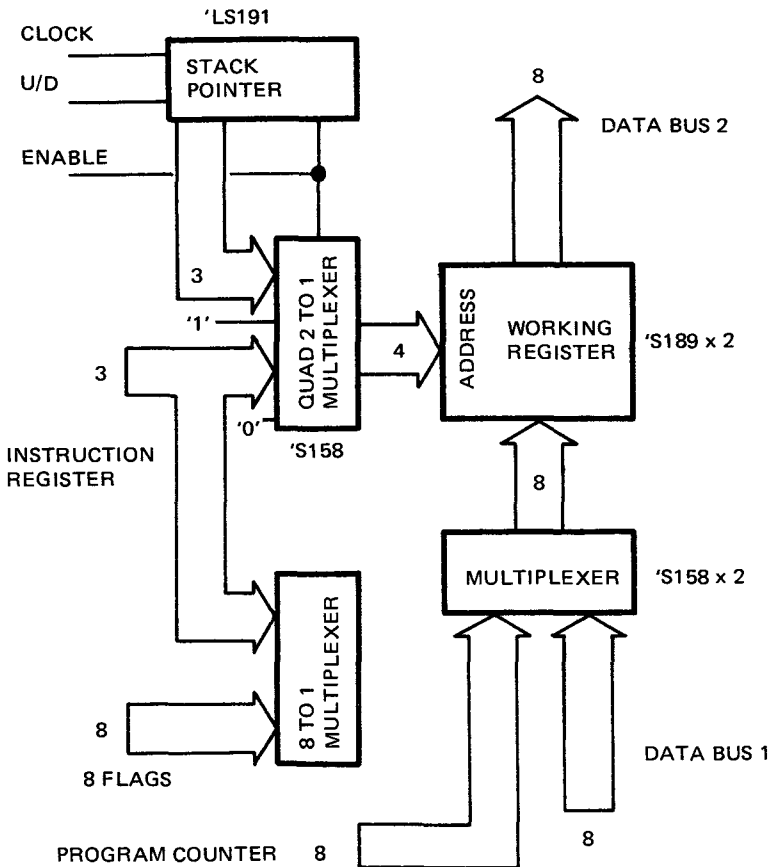 'LS191
CLOCK
U/D
STACK
POINTER
ENABLE
8
DATA BUS 2
3
'1'
QUAD 2 TO 1
MULTIPLEXER
4
ADDRESS
WORKING
REGISTER
'S189 x 2
3
'0'
'S158
INSTRUCTION
REGISTER
8
MULTIPLEXER
'S158 x 2
8 TO 1
MULTIPLEXER
8
8 FLAGS
DATA BUS 1
8
PROGRAM COUNTER 8